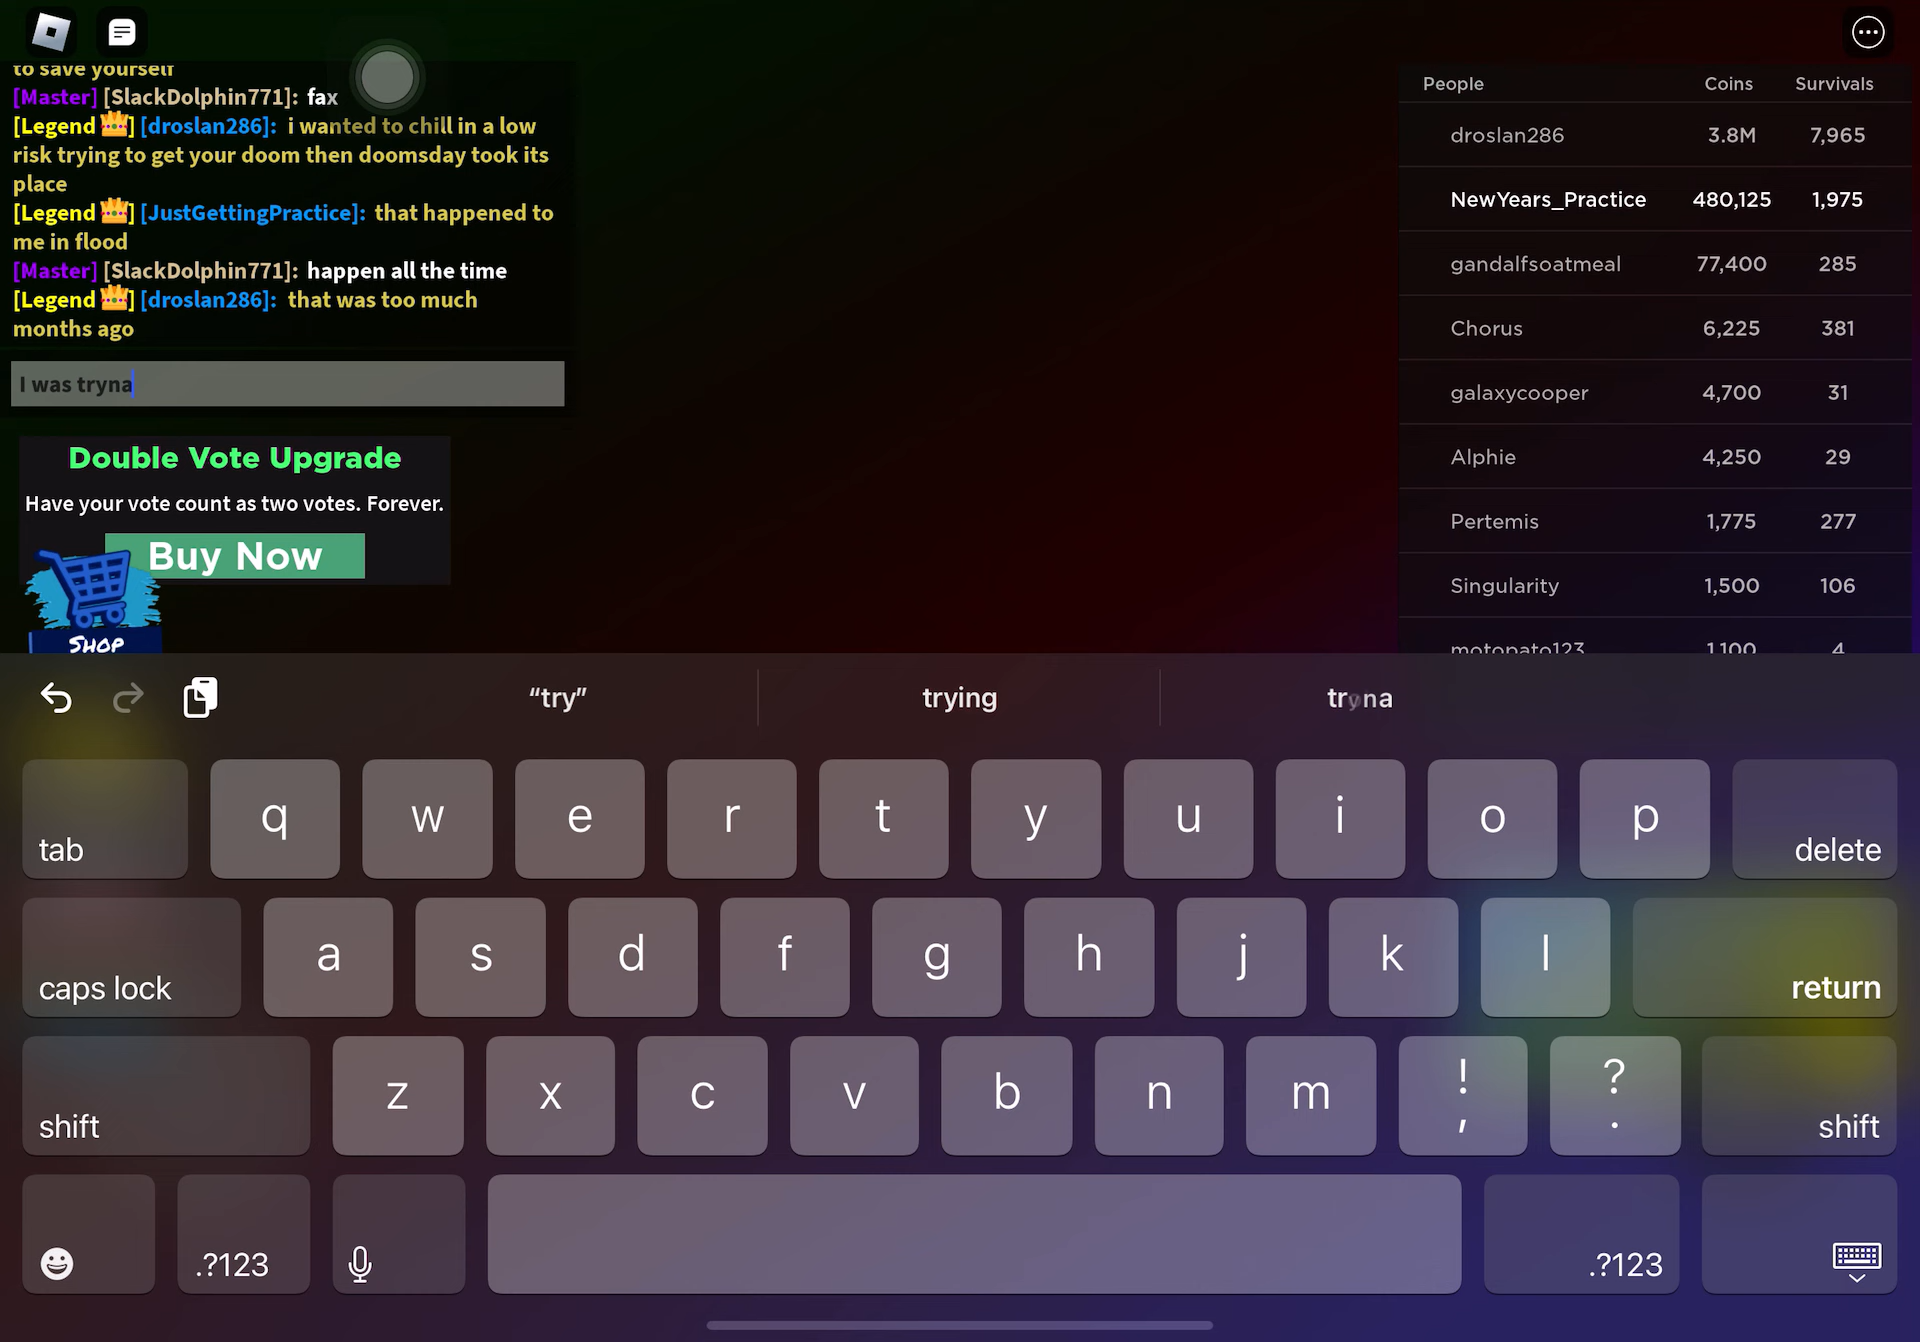 to save yourself
[Master] [SlackDolphin771]: fax
[Legend👑] [droslan286]: i wanted to chill in a low
risk trying to get your doom then doomsday took its
place
[Legend👑] [JustGettingPractice]: that happened to
me in flood
[Master] [SlackDolphin771]: happen all the time
[Legend👑] [droslan286]: that was too much
months ago
I was tryna
Double Vote Upgrade
Have your vote count as two votes. Forever.
Buy Now
SHOP
People Coins Survivals
droslan286 3.8M 7,965
NewYears_Practice 480,125 1,975
gandalfsoatmeal 77,400 285
Chorus 6,225 381
galaxycooper 4,700 31
Alphie 4,250 29
Pertemis 1,775 277
Singularity 1,500 106
motopato123 1,100 4
“try” trying tryna
tab q w e r t y u i o p delete
caps lock a s d f g h j k l return
shift z x c v b n m ! , ? . shift
.?123 .?123